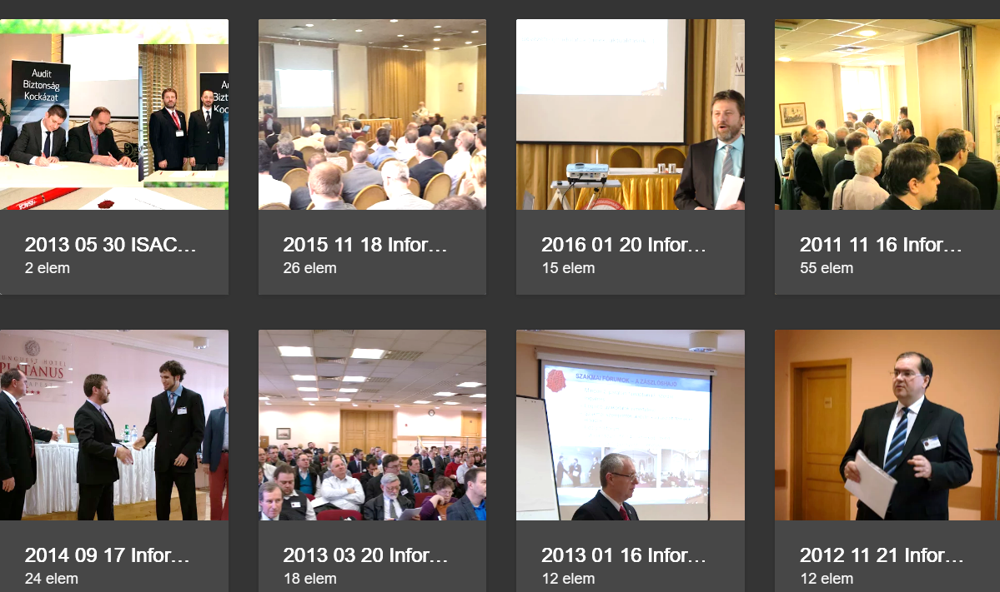 Audit
Biztonság
Kockázat
2013 05 30 ISAC…
2 elem
2015 11 18 Infor…
26 elem
2016 01 20 Infor…
15 elem
2011 11 16 Infor…
55 elem
PLATANUS
SZAKMAI FÓRUMOK – A ZÁSZLÓSHAJÓ
2014 09 17 Infor…
24 elem
2013 03 20 Infor…
18 elem
2013 01 16 Infor…
12 elem
2012 11 21 Infor…
12 elem